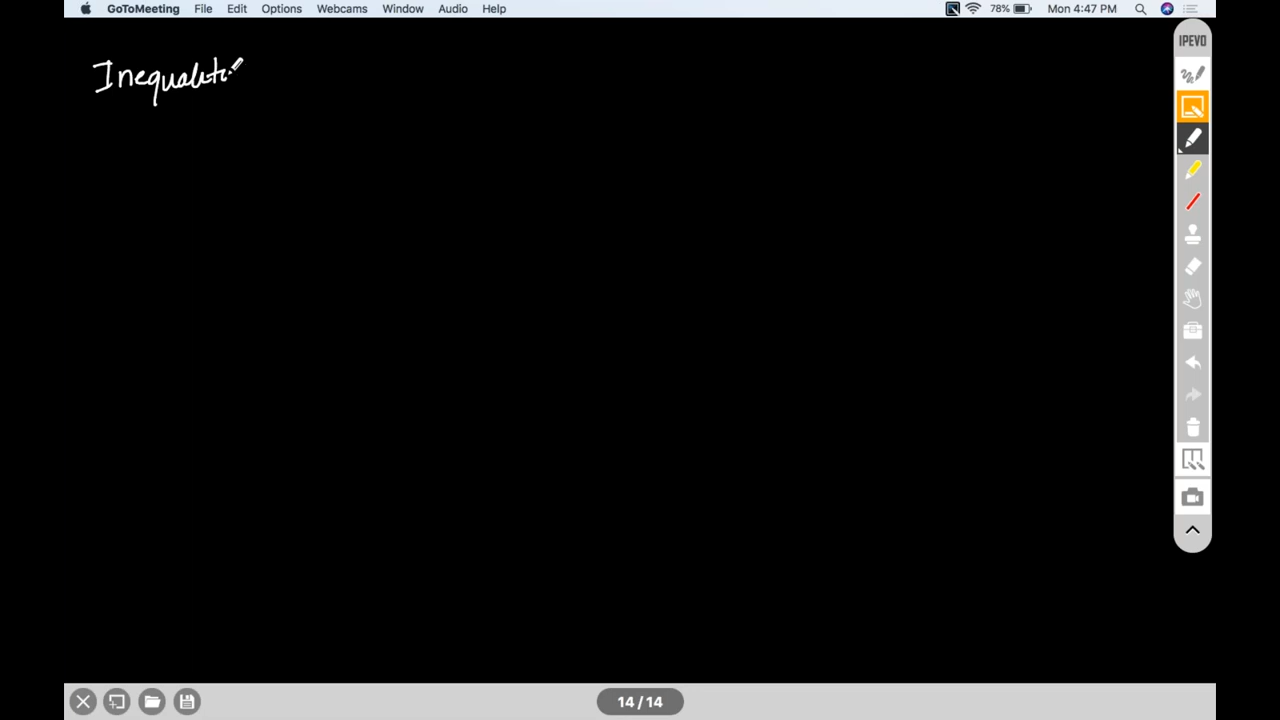 GoToMeeting File Edit Options Webcams Window Audio Help 78% Mon 4:47 PM
IPEVO
Inequaliti
14 / 14